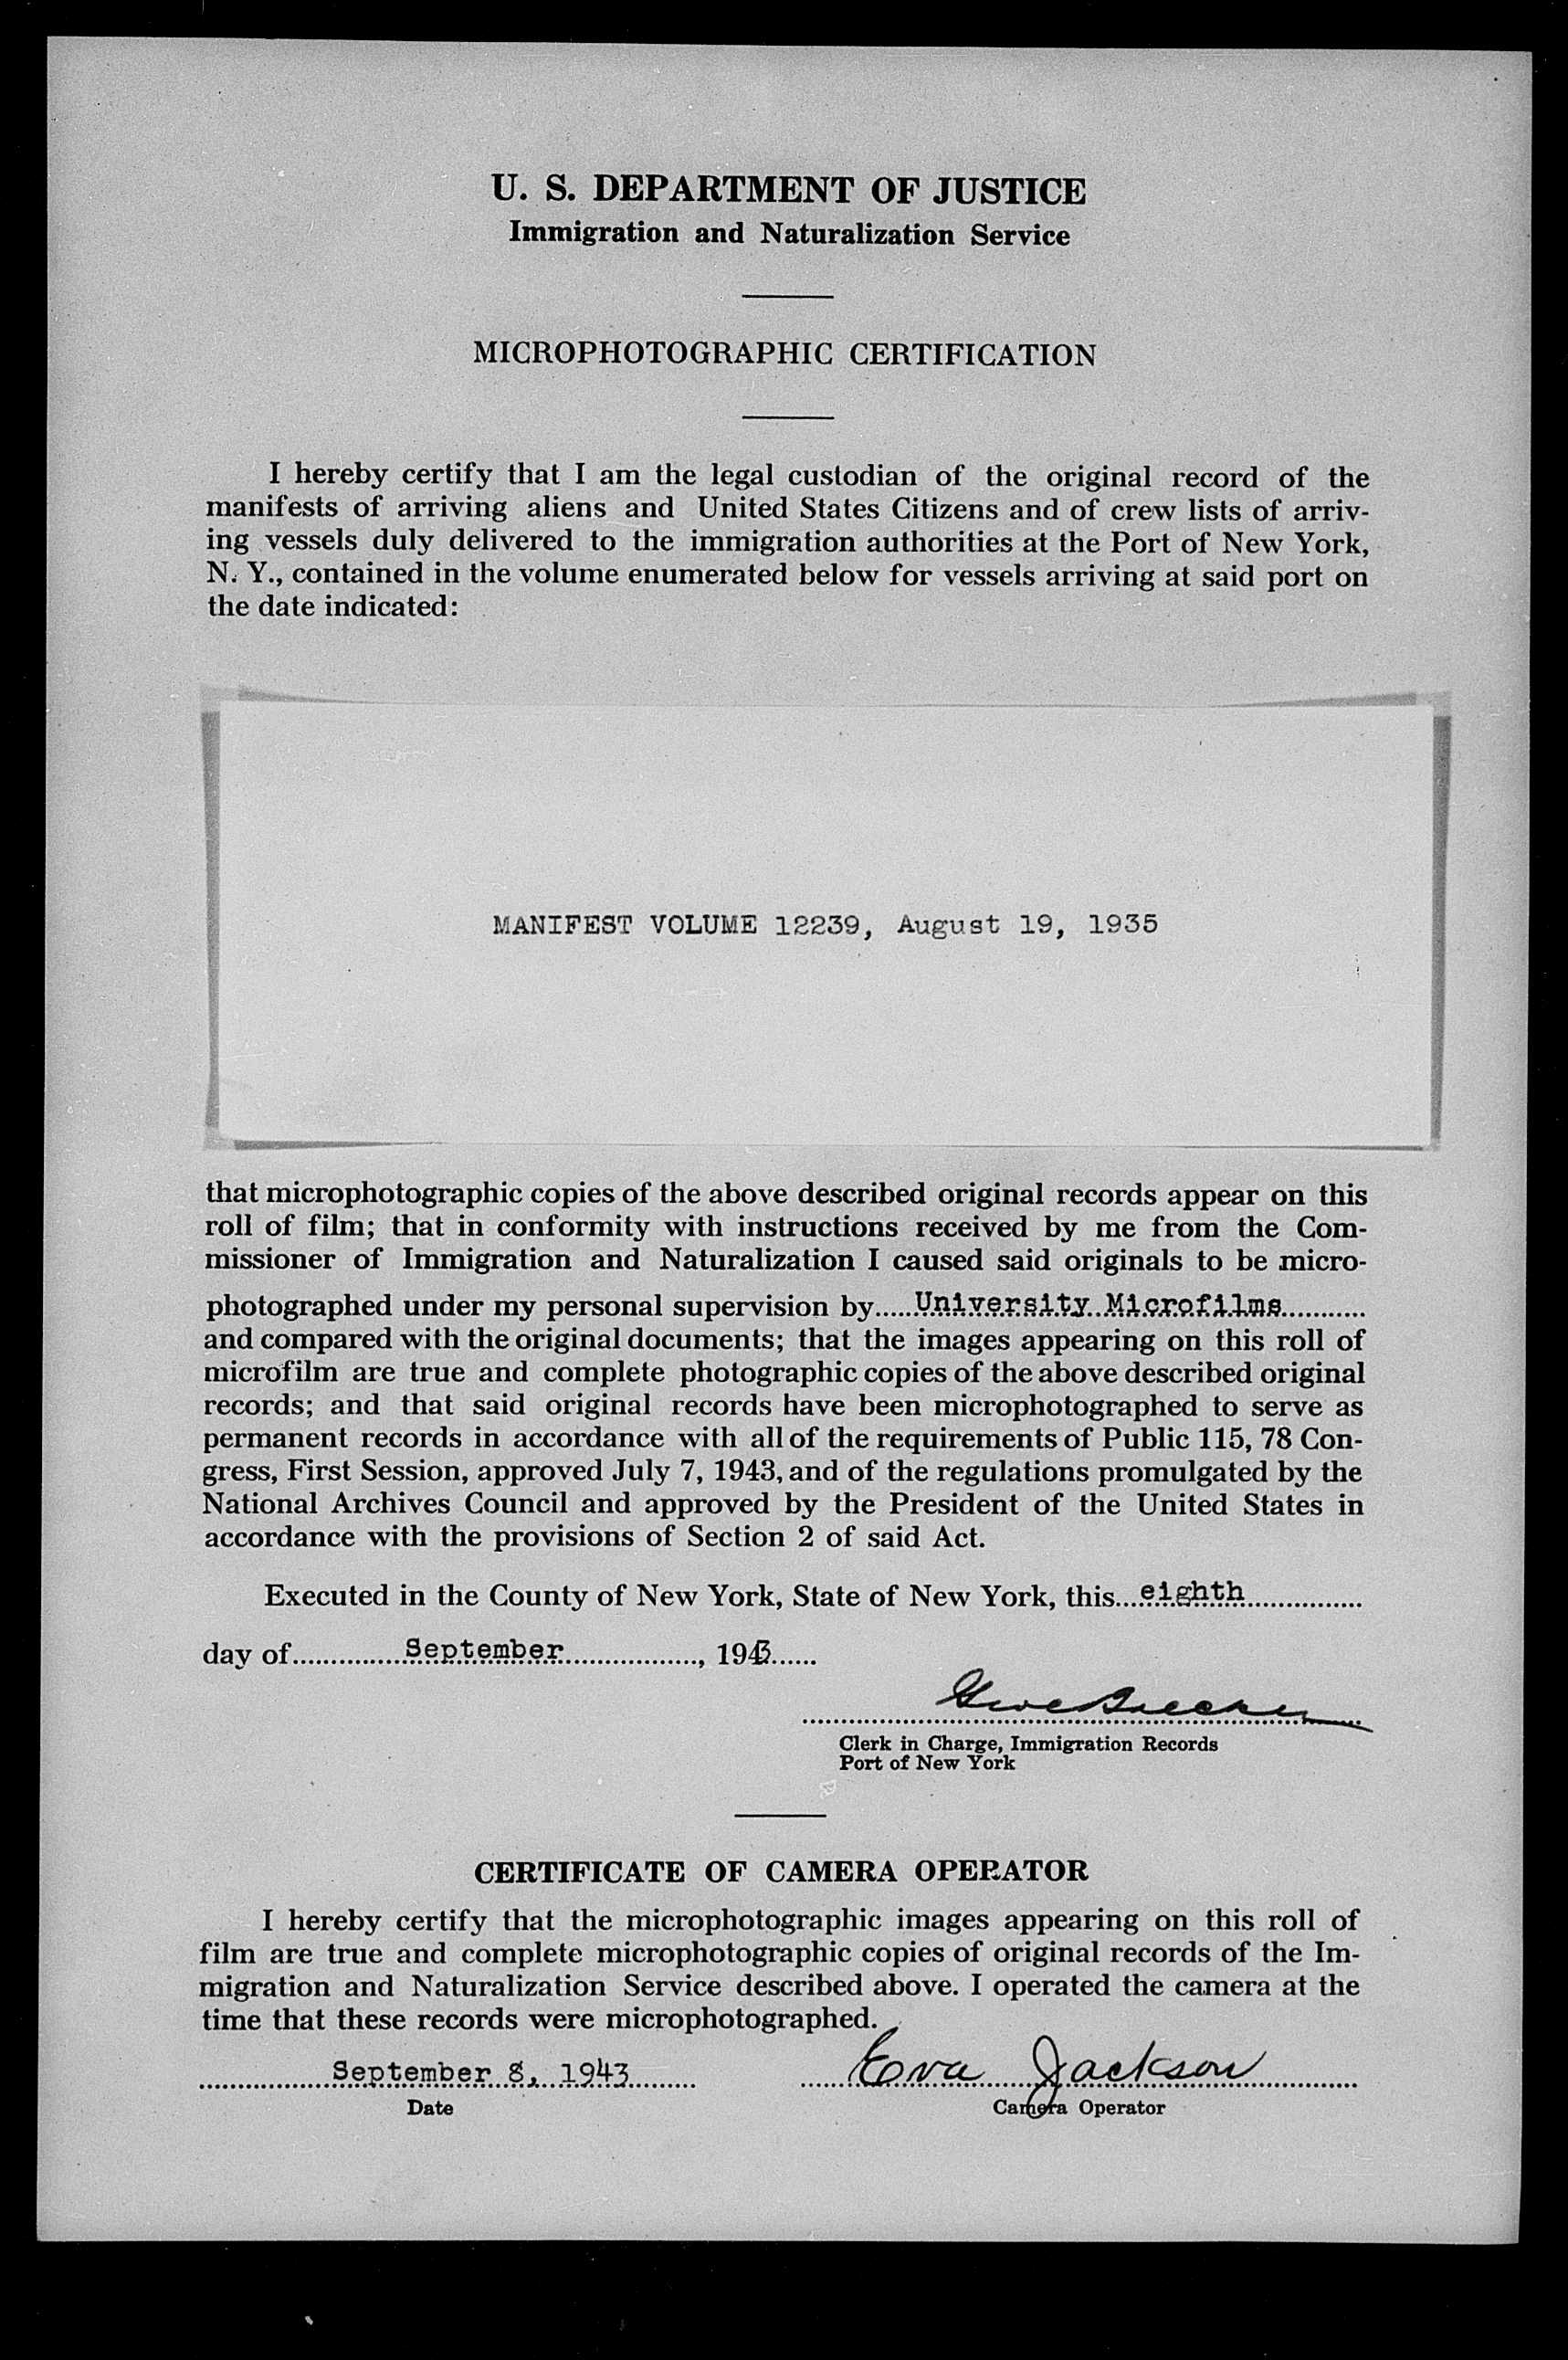 U. S. DEPARTMENT OF JUSTICE
Immigration and Naturalization Service
MICROPHOTOGRAPHIC CERTIFICATION
I hereby certify that I am the legal custodian of the original record of the
manifests of arriving aliens and United States Citizens and of crew lists of arriv-
ing vessels duly delivered to the immigration authorities at the Port of New York,
N. Y., contained in the volume enumerated below for vessels arriving at said port on
the date indicated:
MANIFEST VOLUME 12239, August 19, 1935
that microphotographic copies of the above described original records appear on this
roll of film; that in conformity with instructions received by me from the Com-
missioner of Immigration and Naturalization I caused said originals to be micro-
photographed under my personal supervision by.....University Microfilms...........
and compared with the original documents; that the images appearing on this roll of
microfilm are true and complete photographic copies of the above described original
records; and that said original records have been microphotographed to serve as
permanent records in accordance with all of the requirements of Public 115, 78 Con-
gress, First Session, approved July 7, 1943, and of the regulations promulgated by the
National Archives Council and approved by the President of the United States in
accordance with the provisions of Section 2 of said Act.
Executed in the County of New York, State of New York, this...eighth...............
day of..............September.................., 1943......
Clerk in Charge, Immigration Records
Port of New York
CERTIFICATE OF CAMERA OPERATOR
I hereby certify that the microphotographic images appearing on this roll of
film are true and complete microphotographic copies of original records of the Im-
migration and Naturalization Service described above. I operated the camera at the
time that these records were microphotographed.
September 8, 1943 Eva Jackson
Date Camera Operator